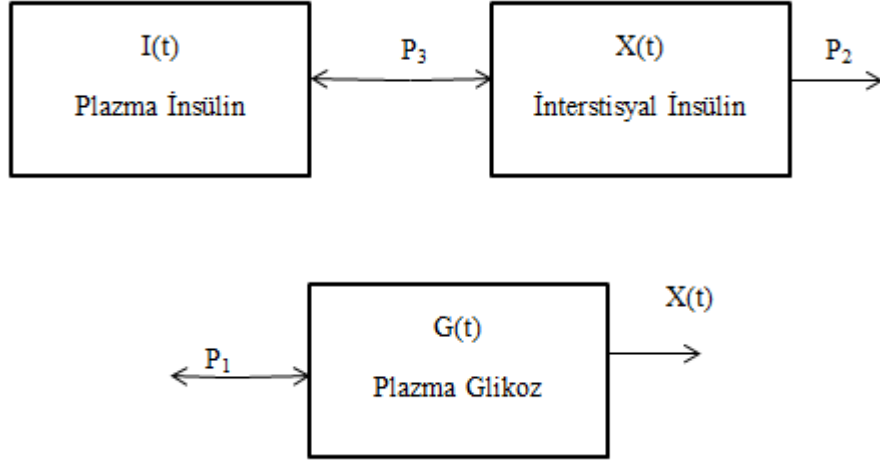 I(t)
Plazma İnsülin
P₃
X(t)
İnterstisyal İnsülin
P₂
P₁
G(t)
Plazma Glikoz
X(t)